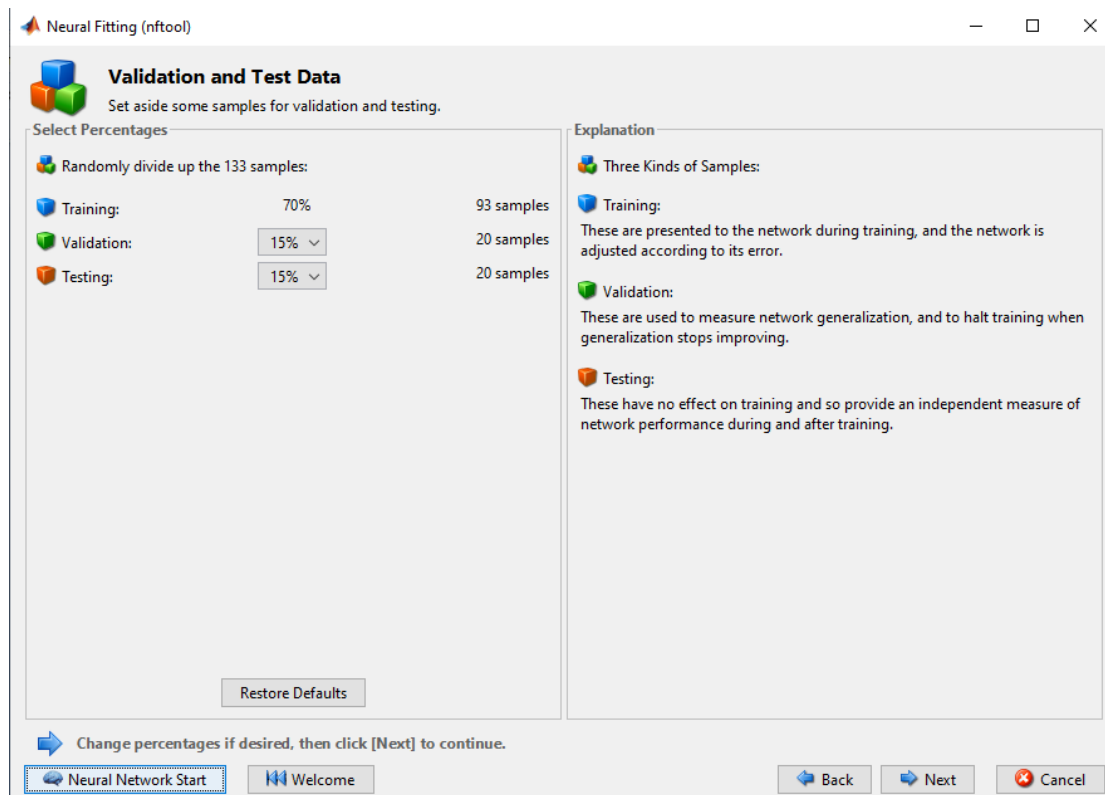 Neural Fitting (nftool)
Validation and Test Data
Set aside some samples for validation and testing.
Select Percentages
Randomly divide up the 133 samples:
Training: 70% 93 samples
Validation: 15% 20 samples
Testing: 15% 20 samples
Restore Defaults
Explanation
Three Kinds of Samples:
Training:
These are presented to the network during training, and the network is
adjusted according to its error.
Validation:
These are used to measure network generalization, and to halt training when
generalization stops improving.
Testing:
These have no effect on training and so provide an independent measure of
network performance during and after training.
Change percentages if desired, then click [Next] to continue.
Neural Network Start Welcome Back Next Cancel